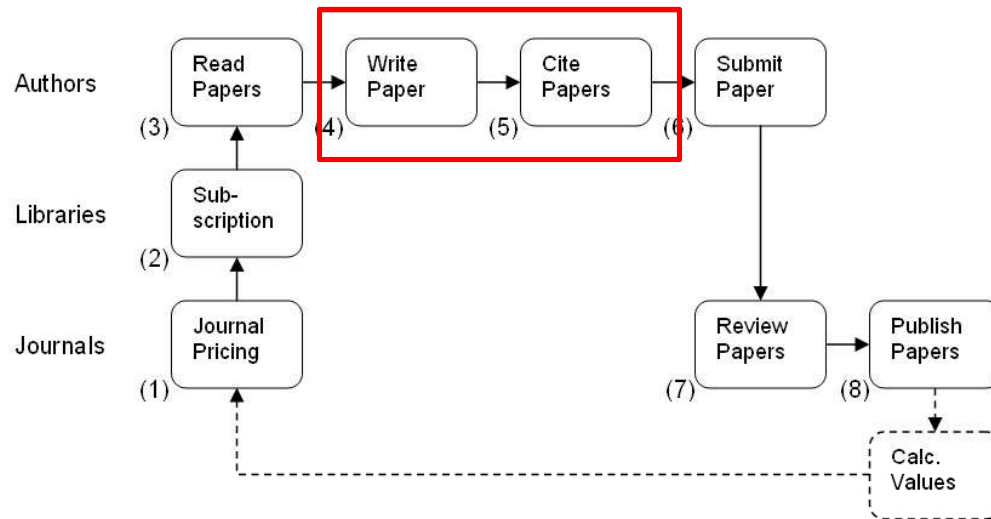 Authors
Read
Papers
(3)
Write
Paper
(4)
Cite
Papers
(5)
Submit
Paper
(6)
Libraries
Sub-
scription
(2)
Journals
Journal
Pricing
(1)
Review
Papers
(7)
Publish
Papers
(8)
Calc.
Values